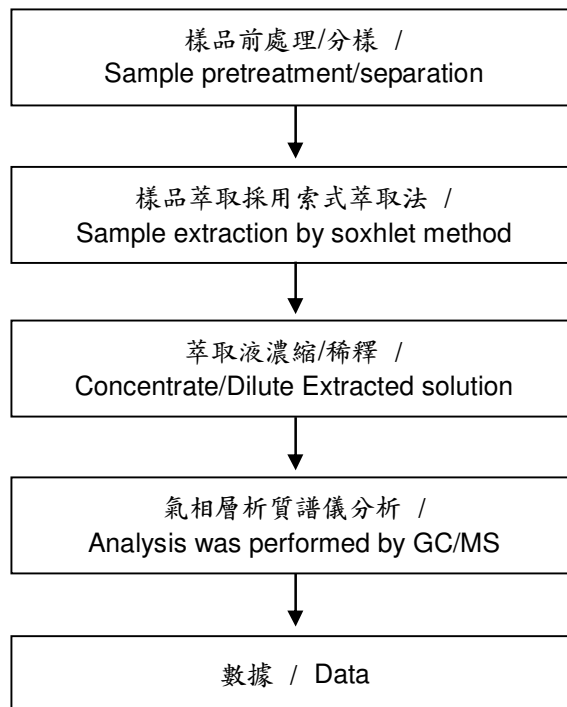 樣品前處理/分樣 /
Sample pretreatment/separation
樣品萃取採用索式萃取法 /
Sample extraction by soxhlet method
萃取液濃縮/稀釋 /
Concentrate/Dilute Extracted solution
氣相層析質譜儀分析 /
Analysis was performed by GC/MS
數據 / Data